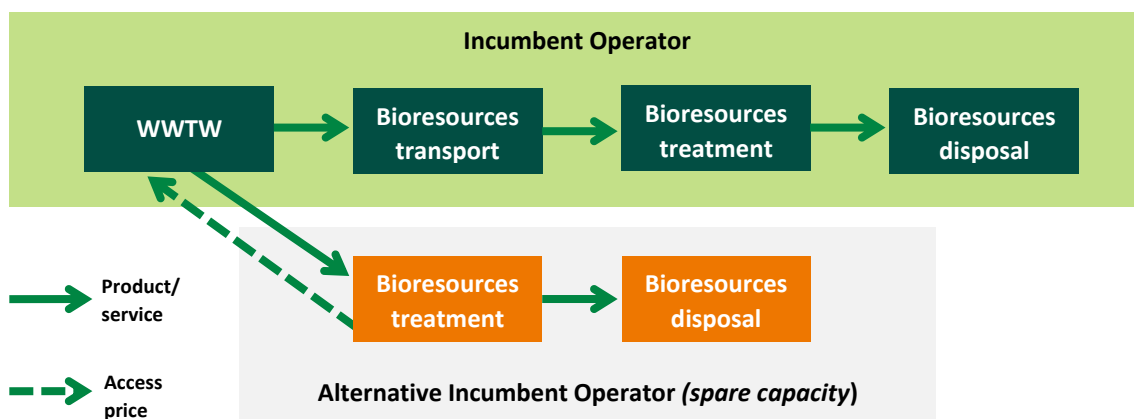 Incumbent Operator
WWTW
Bioresources
transport
Bioresources
treatment
Bioresources
disposal
Product/
service
Bioresources
treatment
Bioresources
disposal
Access
price
Alternative Incumbent Operator (spare capacity)